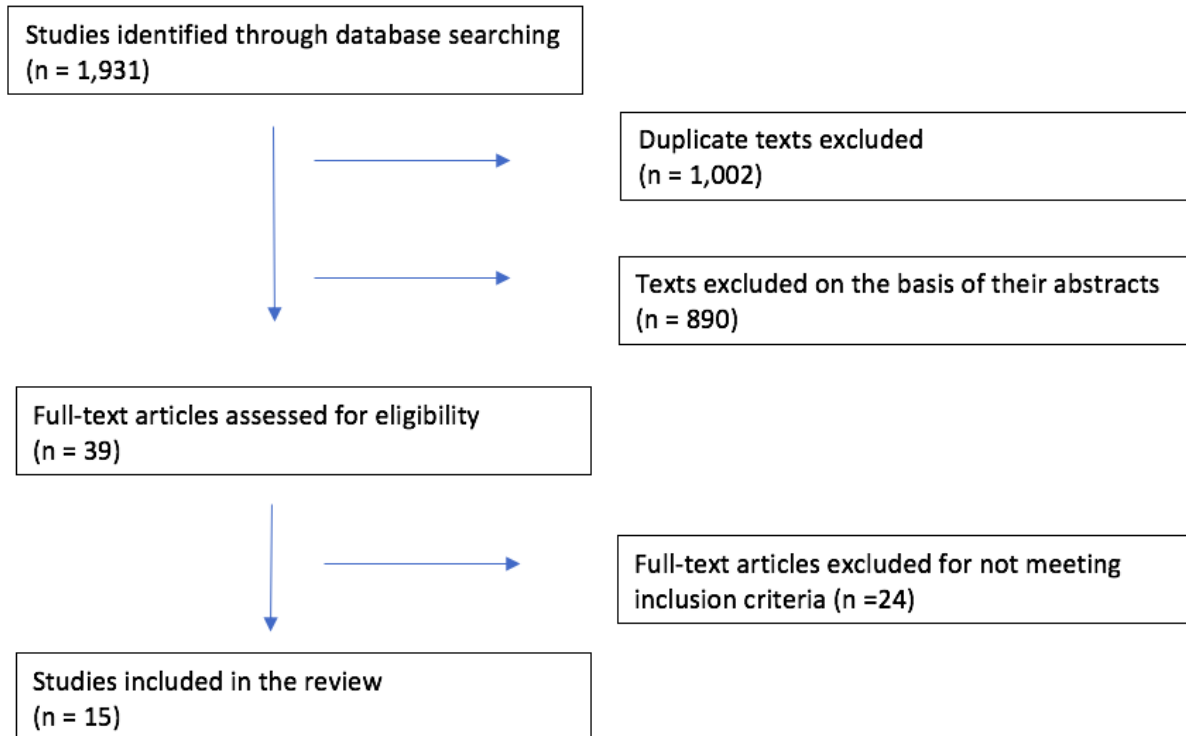 Studies identified through database searching
(n = 1,931)
Duplicate texts excluded
(n = 1,002)
Texts excluded on the basis of their abstracts
(n = 890)
Full-text articles assessed for eligibility
(n = 39)
Full-text articles excluded for not meeting
inclusion criteria (n =24)
Studies included in the review
(n = 15)